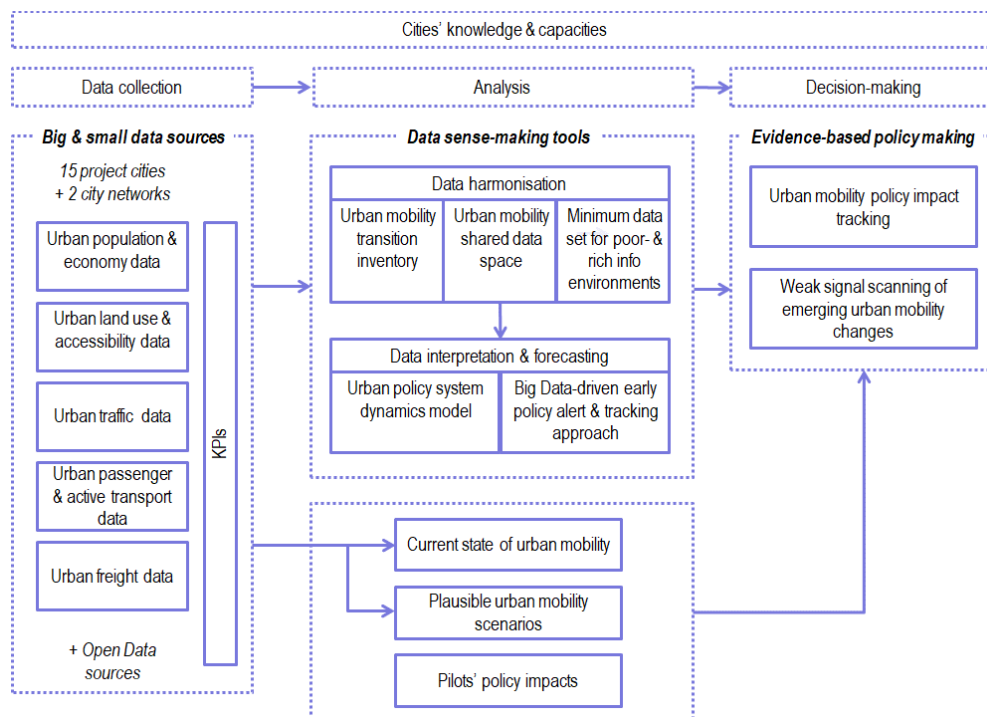 Cities' knowledge & capacities
Data collection
Analysis
Decision-making
Big & small data sources
15 project cities
+ 2 city networks
Urban population &
economy data
Urban land use &
accessibility data
Urban traffic data
Urban passenger
& active transport
data
Urban freight data
+ Open Data
sources
KPIs
Data sense-making tools
Data harmonisation
Urban mobility
transition
inventory
Urban mobility
shared data
space
Minimum data
set for poor- &
rich info
environments
Data interpretation & forecasting
Urban policy system
dynamics model
Big Data-driven early
policy alert & tracking
approach
Current state of urban mobility
Plausible urban mobility
scenarios
Pilots' policy impacts
Evidence-based policy making
Urban mobility policy impact
tracking
Weak signal scanning of
emerging urban mobility
changes